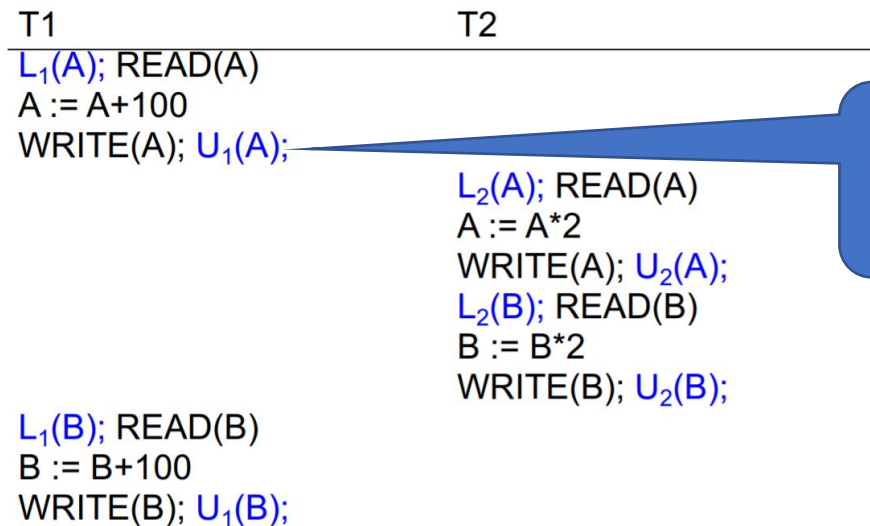 T1 T2
L₁(A); READ(A)
A := A+100
WRITE(A); U₁(A);
L₂(A); READ(A)
A := A*2
WRITE(A); U₂(A);
L₂(B); READ(B)
B := B*2
WRITE(B); U₂(B);
L₁(B); READ(B)
B := B+100
WRITE(B); U₁(B);